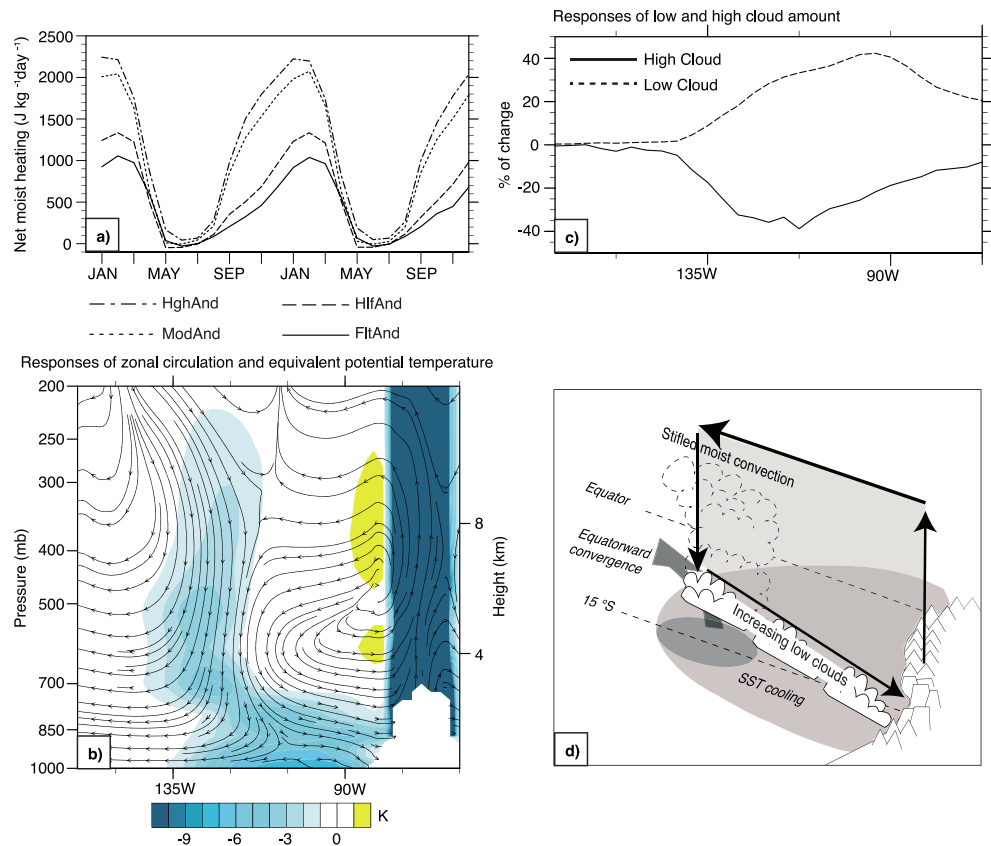 Net moist heating (J kg⁻¹day⁻¹)
2500
2000
1500
1000
500
0
a)
JAN MAY SEP JAN MAY SEP
HghAnd
HlfAnd
ModAnd
FltAnd
Responses of low and high cloud amount
% of change
40
20
0
-20
-40
High Cloud
Low Cloud
c)
135W 90W
Responses of zonal circulation and equivalent potential temperature
Pressure (mb)
200
250
300
400
500
700
850
1000
Height (km)
8
4
b)
135W 90W
K
-9 -6 -3 0
Stifled moist convection
Equator
Equatorward
convergence
15 °S
Increasing low clouds
SST cooling
d)